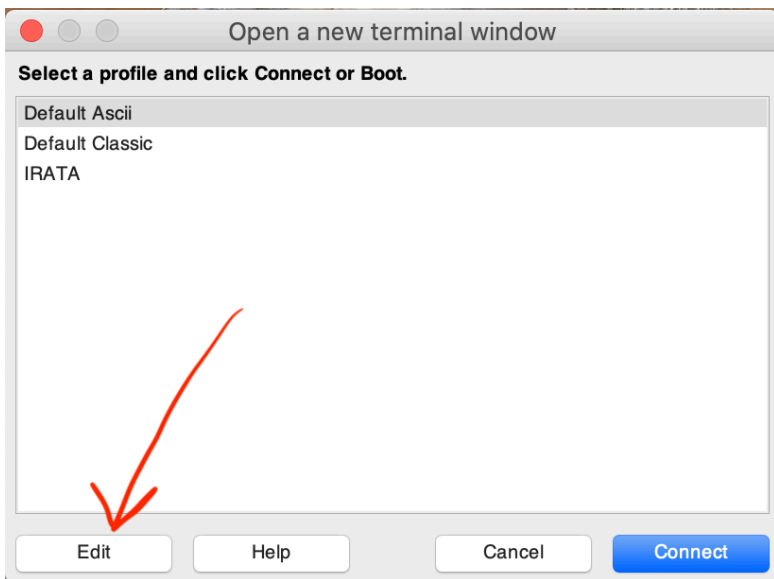 Open a new terminal window
Select a profile and click Connect or Boot.
Default Ascii
Default Classic
IRATA
Edit Help Cancel Connect